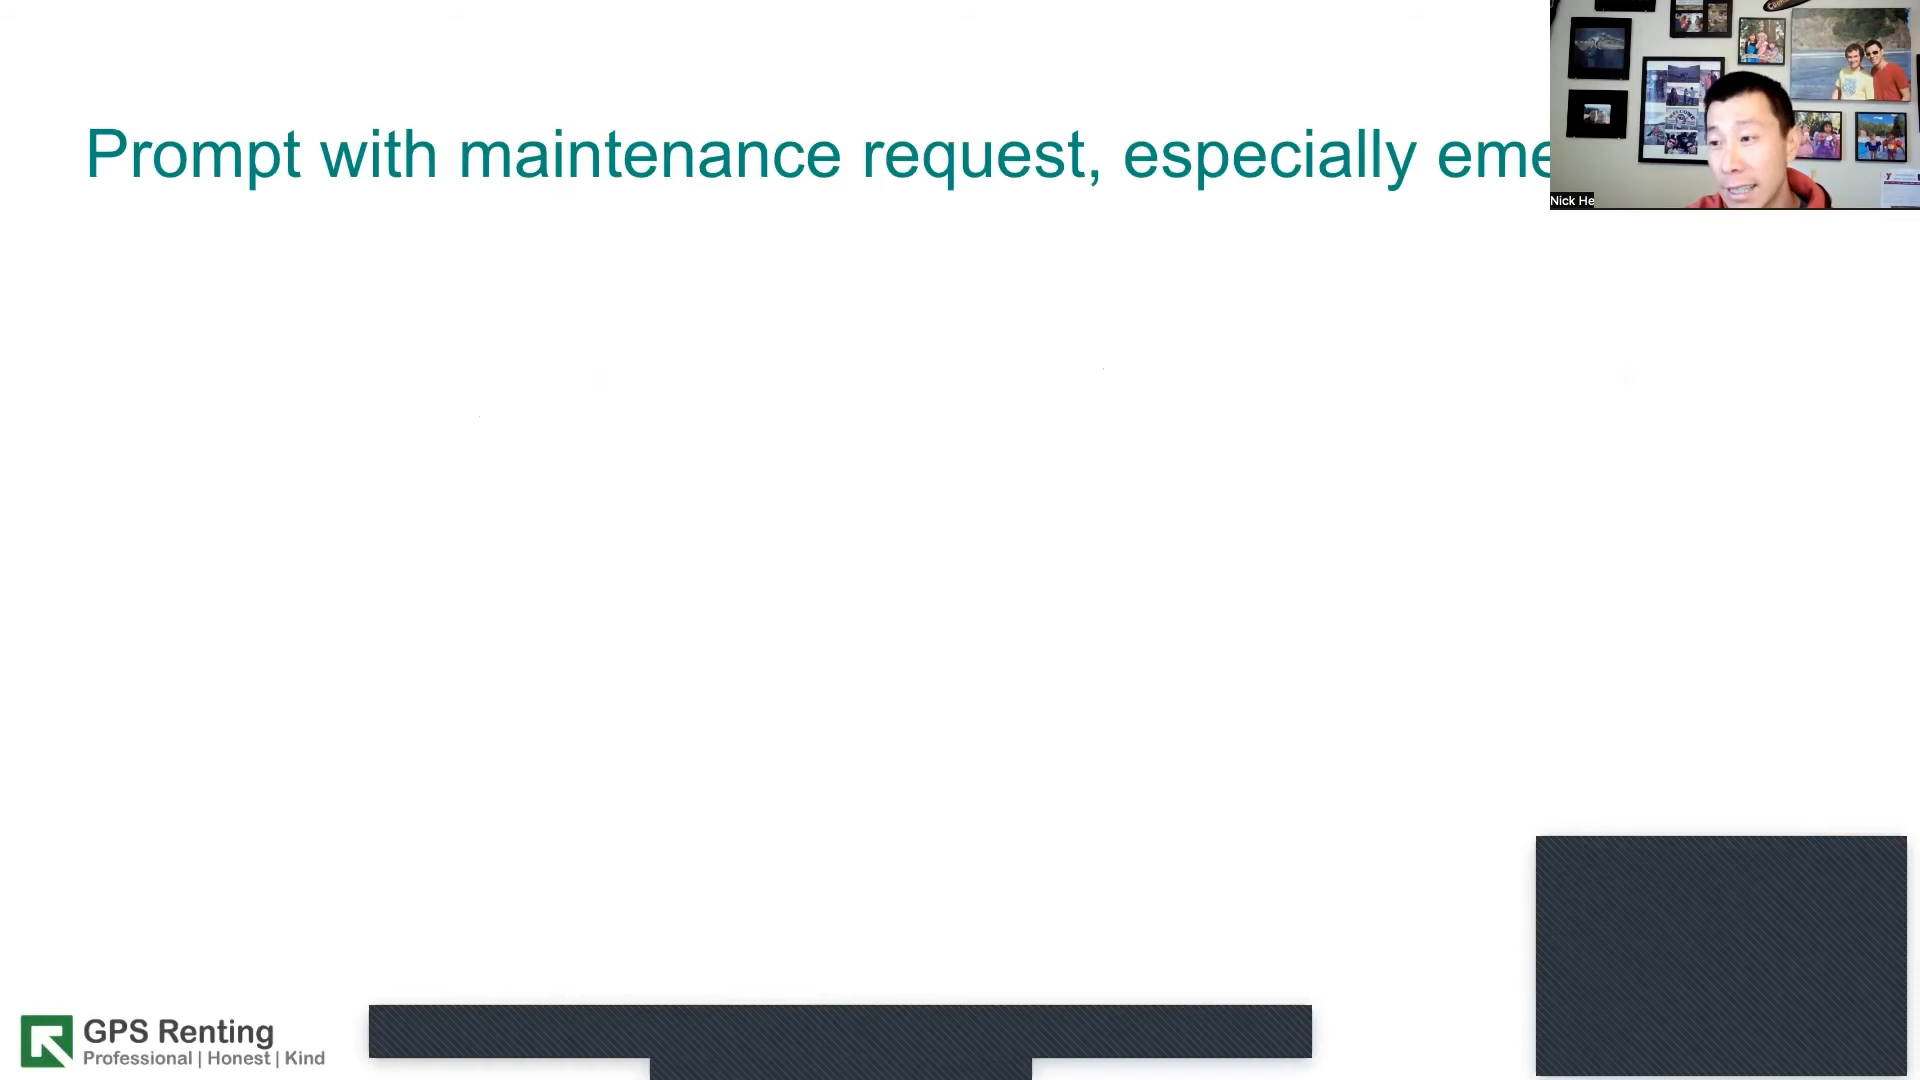 Prompt with maintenance request, especially eme
Nick He
GPS Renting
Professional | Honest | Kind